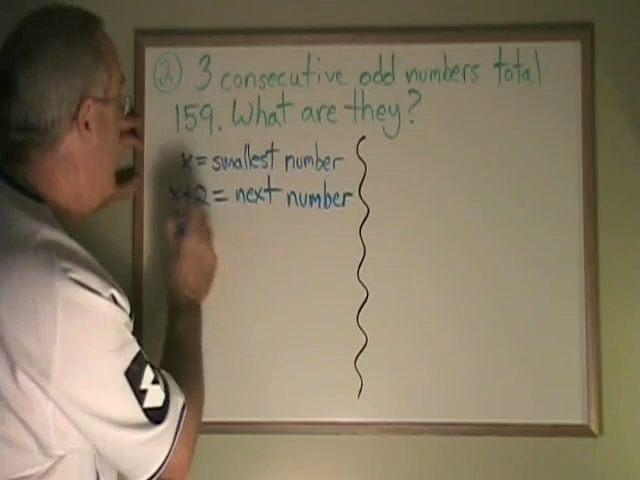 ② 3 consecutive odd numbers total
159. What are they?
x = smallest number
x+2 = next number